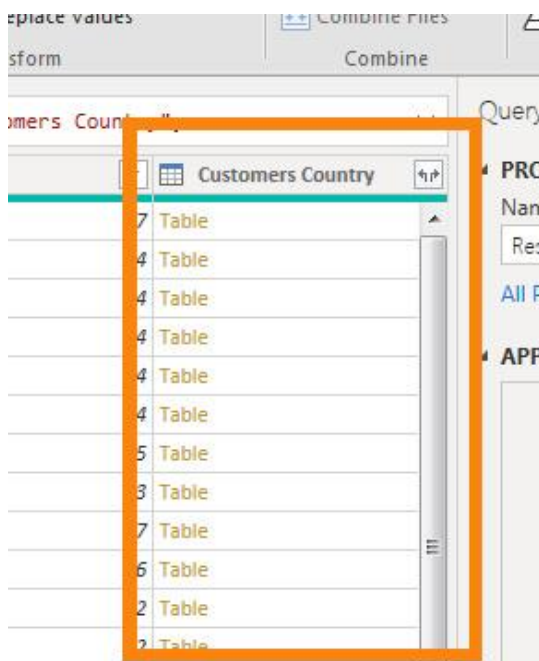 eplace Values
Combine Files
sform
Combine
omers Count
Query
Customers Country
PRO
Nam
Res
All P
APP
7 Table
4 Table
4 Table
4 Table
4 Table
4 Table
5 Table
3 Table
7 Table
6 Table
2 Table
2 Table